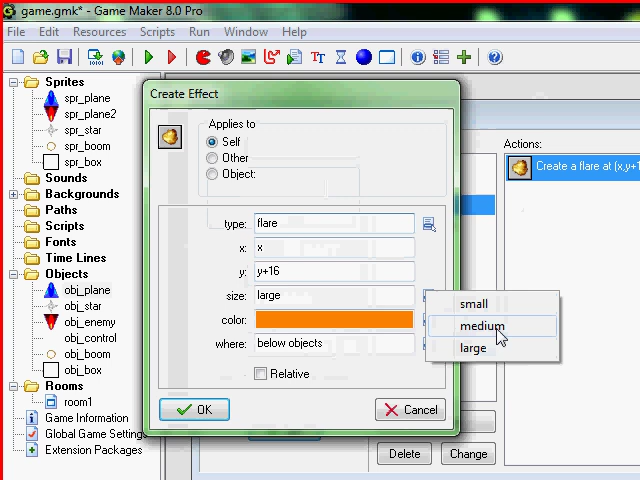 game.gmk* - Game Maker 8.0 Pro
File Edit Resources Scripts Run Window Help
Sprites
spr_plane
spr_plane2
spr_star
spr_boom
spr_box
Sounds
Backgrounds
Paths
Scripts
Fonts
Time Lines
Objects
obj_plane
obj_star
obj_enemy
obj_control
obj_boom
obj_box
Rooms
room1
Game Information
Global Game Settings
Extension Packages
Create Effect
Applies to
Self
Other
Object:
type: flare
x: x
y: y+16
size: large
color:
where: below objects
Relative
OK Cancel
small
medium
large
Actions:
Create a flare at (x,y+1
Delete Change